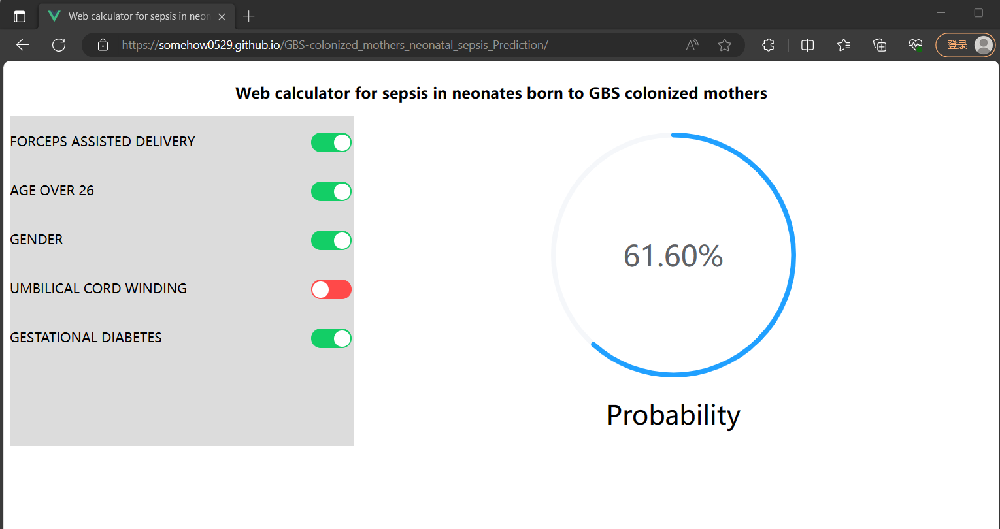 Web calculator for sepsis in neon
https://somehow0529.github.io/GBS-colonized_mothers_neonatal_sepsis_Prediction/
登录
Web calculator for sepsis in neonates born to GBS colonized mothers
FORCEPS ASSISTED DELIVERY
AGE OVER 26
GENDER
UMBILICAL CORD WINDING
GESTATIONAL DIABETES
61.60%
Probability